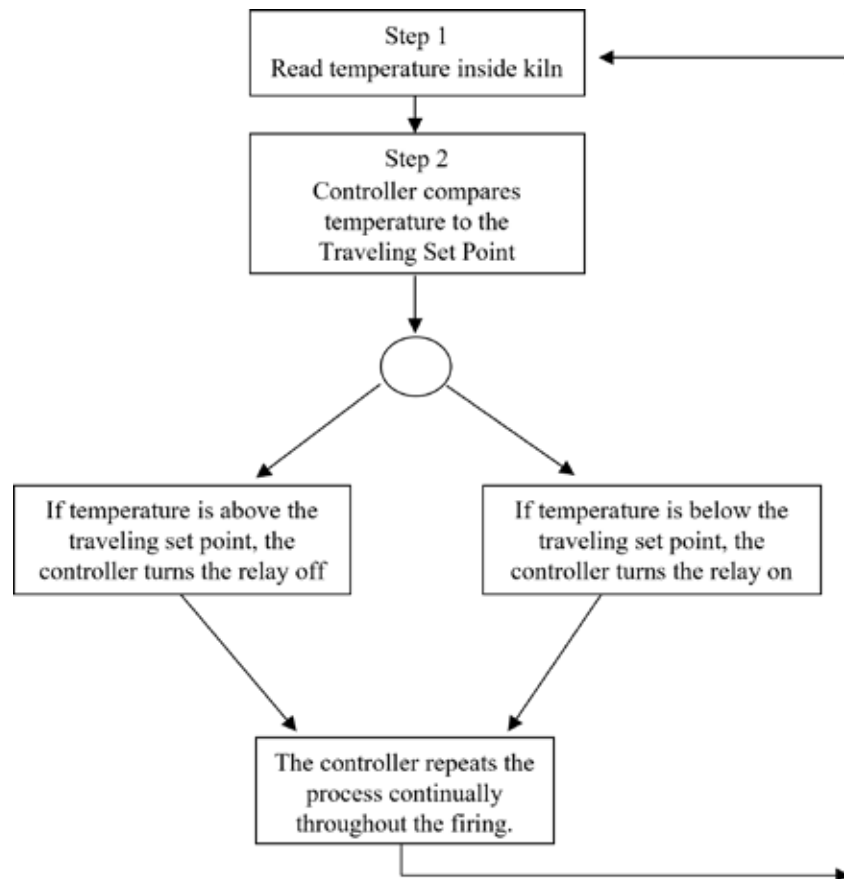 Step 1
Read temperature inside kiln
Step 2
Controller compares
temperature to the
Traveling Set Point
If temperature is above the
traveling set point, the
controller turns the relay off
If temperature is below the
traveling set point, the
controller turns the relay on
The controller repeats the
process continually
throughout the firing.